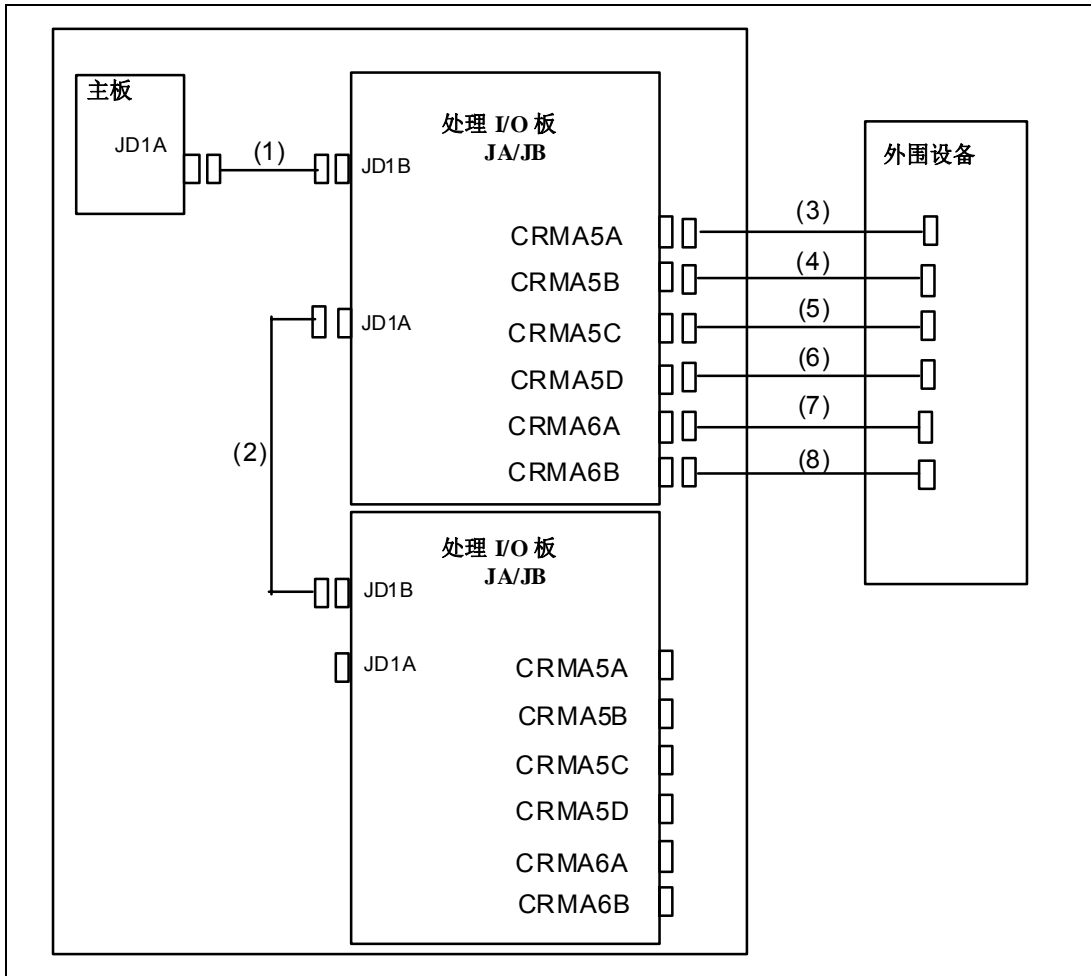 主板
JD1A
(1)
处理 I/O 板
JA/JB
JD1B
JD1A
CRMA5A
CRMA5B
CRMA5C
CRMA5D
CRMA6A
CRMA6B
(2)
(3)
(4)
(5)
(6)
(7)
(8)
外围设备
处理 I/O 板
JA/JB
JD1B
JD1A
CRMA5A
CRMA5B
CRMA5C
CRMA5D
CRMA6A
CRMA6B